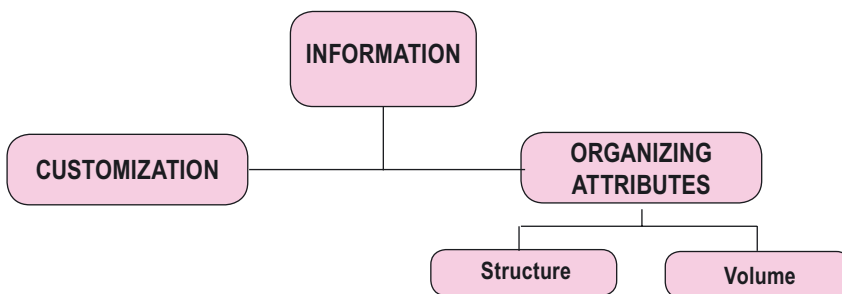 INFORMATION
CUSTOMIZATION
ORGANIZING
ATTRIBUTES
Structure
Volume